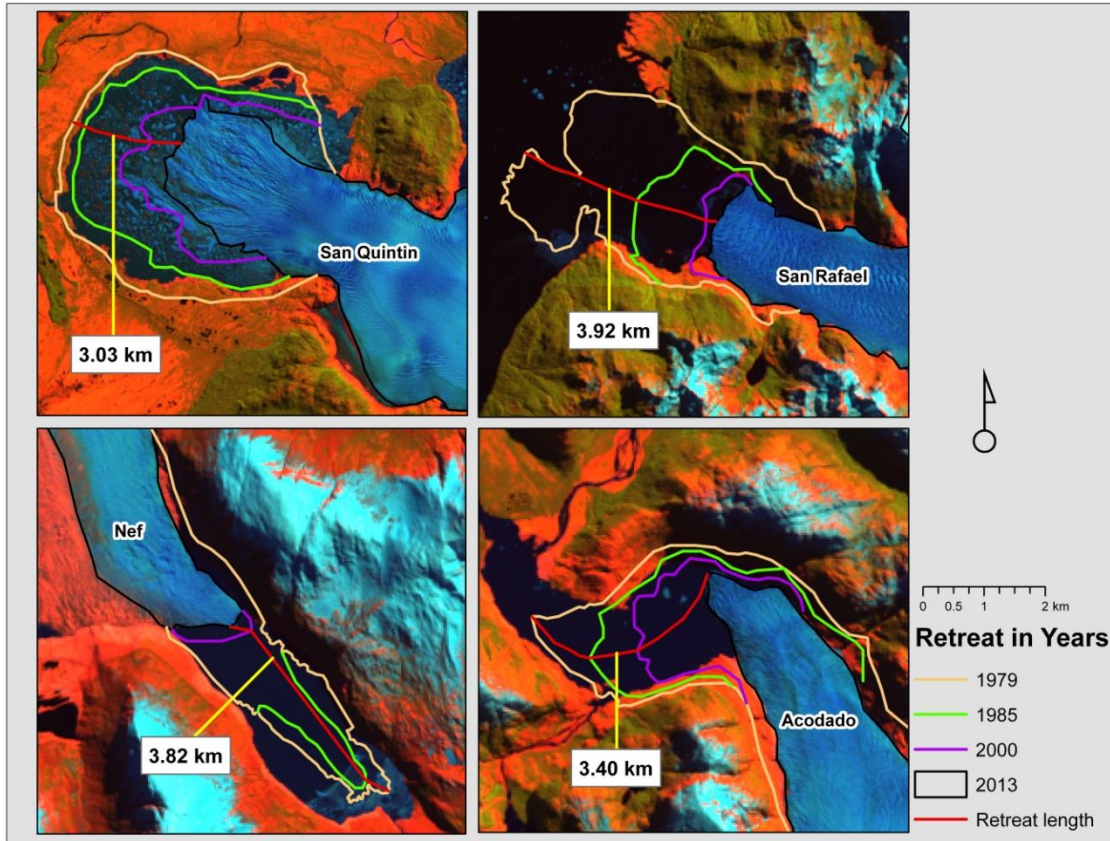 San Quintin
3.03 km
San Rafael
3.92 km
Nef
3.82 km
Acodado
3.40 km
0 0.5 1 2 km
Retreat in Years
1979
1985
2000
2013
Retreat length